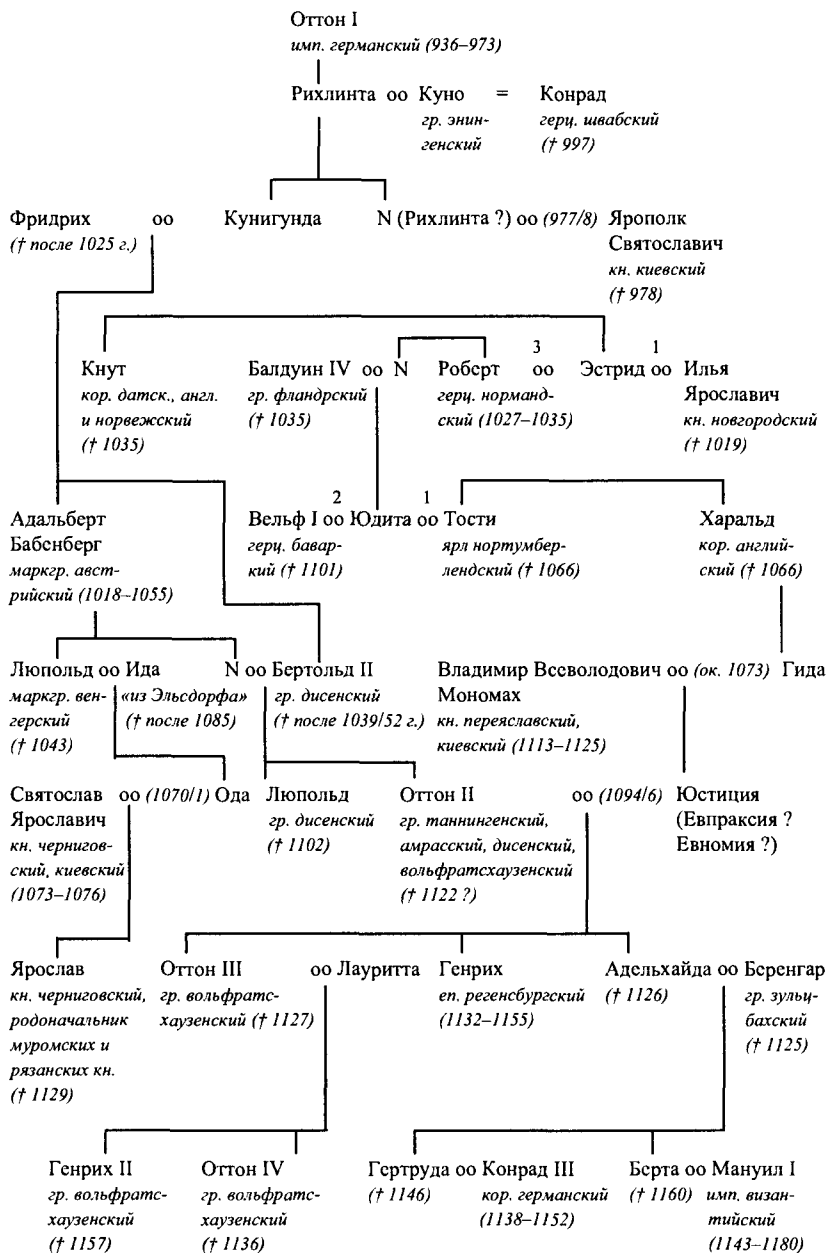 Оттон I
имп. германский (936–973)
Рихлинта оо Куно = Конрад
гр. энин- герц. швабский
генский († 997)
Фридрих оо Кунигунда N (Рихлинта ?) оо (977/8) Ярополк
(† после 1025 г.) Святославич
кн. киевский
(† 978)
3 1
Кнут Балдуин IV оо N Роберт оо Эстрид оо Илья
кор. датск., англ. гр. фландрский герц. норманд- Ярославич
и норвежский († 1035) ский (1027–1035) кн. новгородский
(† 1035) († 1019)
2 1
Адальберт Вельф I оо Юдита оо Тости Харальд
Бабенберг герц. бавар- ярл нортумбер- кор. англий-
маркгр. авст- ский († 1101) лендский († 1066) ский († 1066)
рийский (1018–1055)
Люпольд оо Ида N оо Бертольд II Владимир Всеволодович оо (ок. 1073) Гида
маркгр. вен- «из Эльсдорфа» гр. дисенский Мономах
герский († после 1085) († после 1039/52 г.) кн. переяславский,
(† 1043) киевский (1113–1125)
Святослав оо (1070/1) Ода Люпольд Оттон II оо (1094/6) Юстиция
Ярославич гр. дисенский гр. таннингенский, (Евпраксия ?
кн. чернигов- († 1102) амрасский, дисенский, Евномия ?)
ский, киевский вольфратсхаузенский
(1073–1076) († 1122 ?)
Ярослав Оттон III оо Лауритта Генрих Адельхайда оо Беренгар
кн. черниговский, гр. вольфратс- еп. регенсбургский († 1126) гр. зульц-
родоначальник хаузенский († 1127) (1132–1155) бахский
муромских и († 1125)
рязанских кн.
(† 1129)
Генрих II Оттон IV Гертруда оо Конрад III Берта оо Мануил I
гр. вольфратс- гр. вольфратс- († 1146) кор. германский († 1160) имп. визан-
хаузенский хаузенский (1138–1152) тийский
(† 1157) († 1136) (1143–1180)